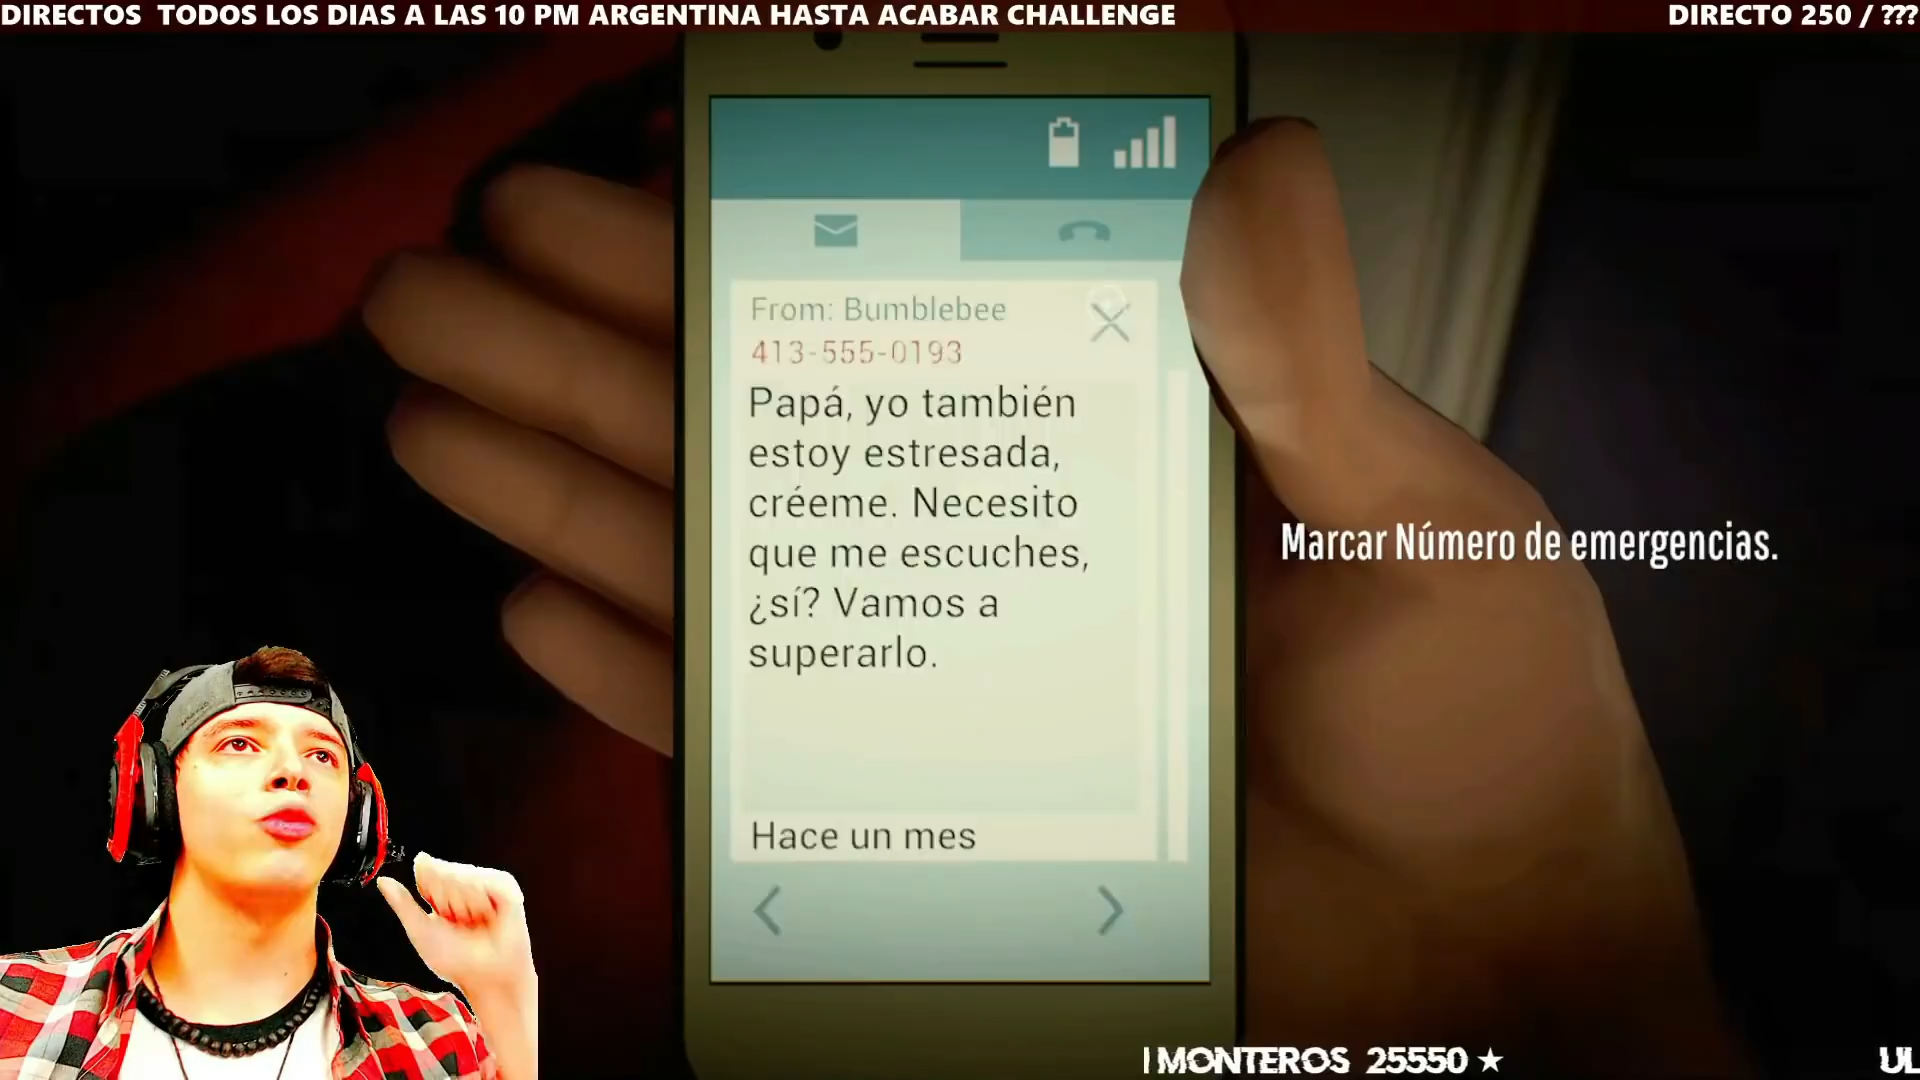 DIRECTOS TODOS LOS DIAS A LAS 10 PM ARGENTINA HASTA ACABAR CHALLENGE
DIRECTO 250 / ???
From: Bumblebee
413-555-0193
Papá, yo también
estoy estresada,
créeme. Necesito
que me escuches,
¿sí? Vamos a
superarlo.
Hace un mes
Marcar Número de emergencias.
MONTEROS 25550 ★
UL